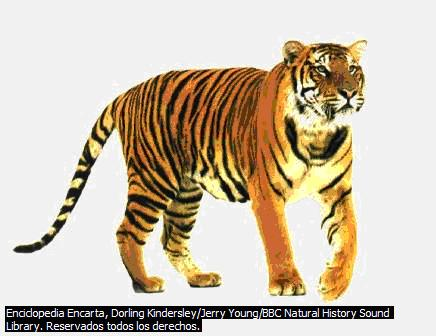 Enciclopedia Encarta, Dorling Kindersley/Jerry Young/BBC Natural History Sound
Library. Reservados todos los derechos.